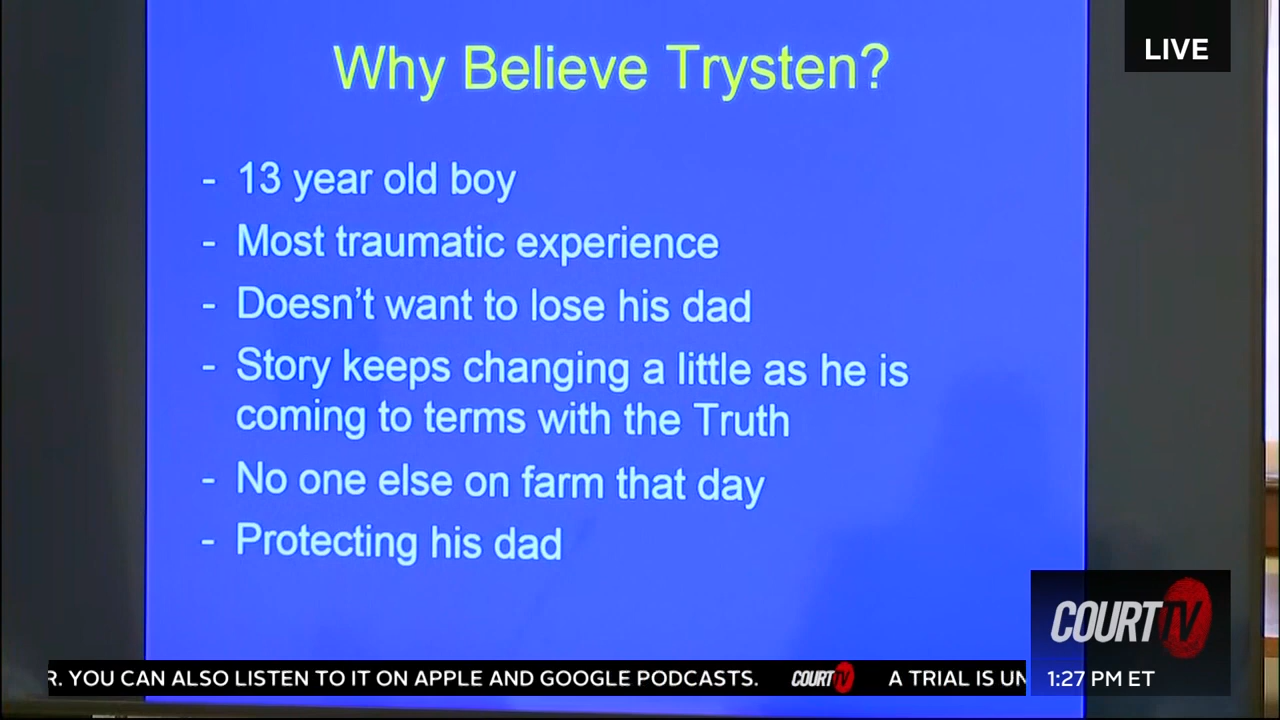 LIVE
Why Believe Trysten?
- 13 year old boy
- Most traumatic experience
- Doesn't want to lose his dad
- Story keeps changing a little as he is
coming to terms with the Truth
- No one else on farm that day
- Protecting his dad
COURT TV
R. YOU CAN ALSO LISTEN TO IT ON APPLE AND GOOGLE PODCASTS. COURT TV A TRIAL IS UN
1:27 PM ET